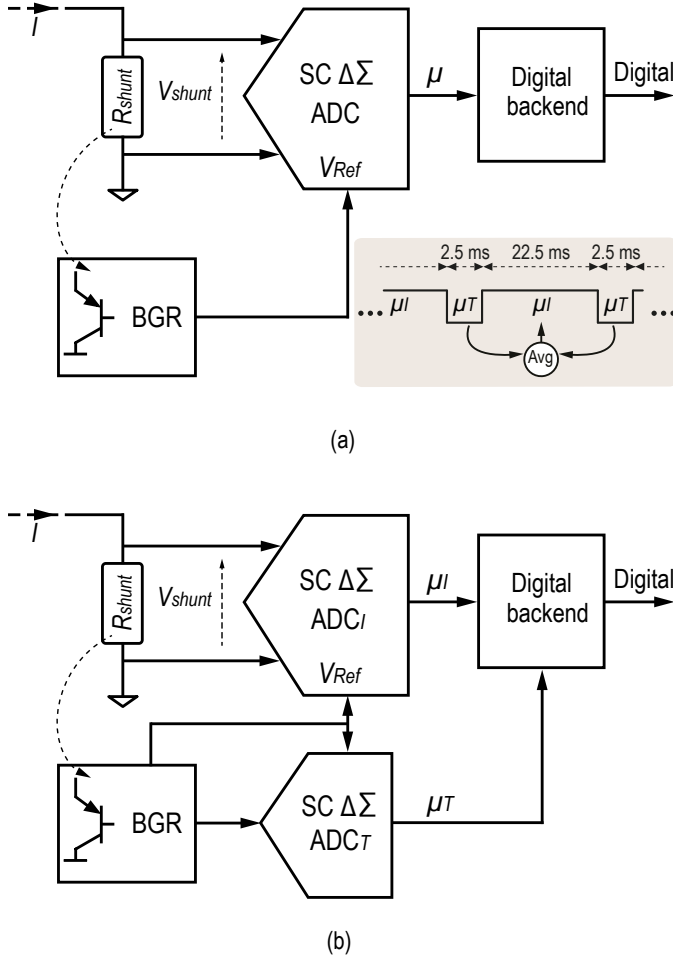 I
Rshunt
Vshunt
SC ΔΣ
ADC
VRef
μ
Digital
backend
Digital
BGR
2.5 ms 22.5 ms 2.5 ms
••• μI μT μI μT •••
Avg
(a)
I
Rshunt
Vshunt
SC ΔΣ
ADCI
VRef
μI
Digital
backend
Digital
BGR
SC ΔΣ
ADCT
μT
(b)